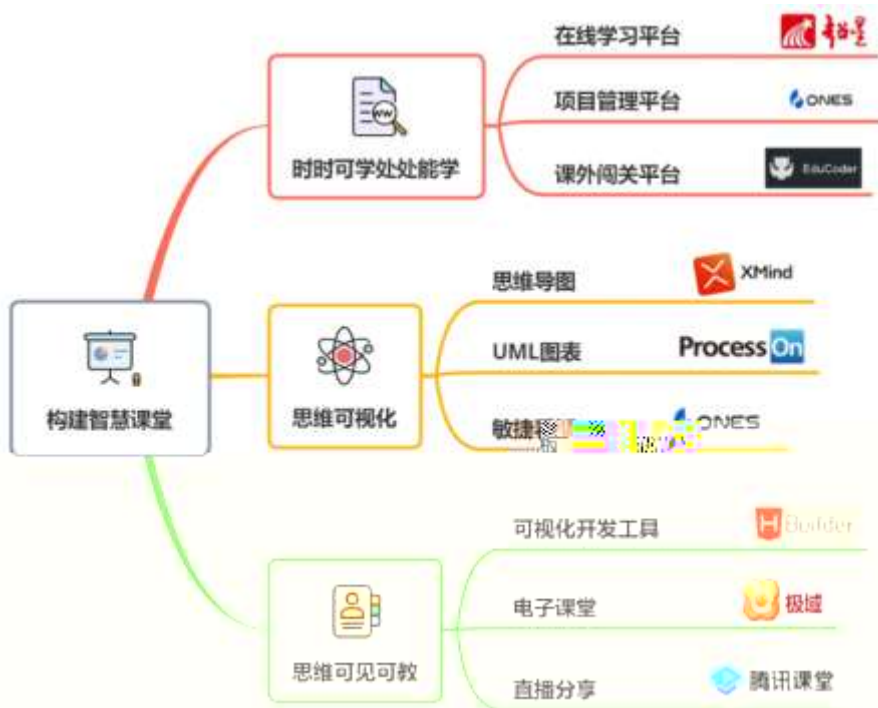 在线学习平台
项目管理平台 ONES
时时可学处处能学
课外闯关平台 EduCoder
思维导图 XMind
UML图表 ProcessOn
构建智慧课堂
思维可视化
敏捷 ONES
可视化开发工具 HBuilder
电子课堂 极域
思维可见可教
直播分享 腾讯课堂